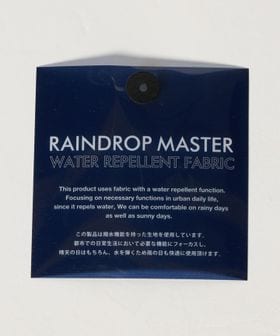 RAINDROP MASTER
WATER REPELLENT FABRIC
This product uses fabric with a water repellent function.
Focusing on necessary functions in urban daily life,
since it repels water, We can be comfortable on rainy days
as well as sunny days.
この製品は撥水機能を持った生地を使用しています。
都市での日常生活において必要な機能にフォーカスし、
晴天の日はもちろん、水を弾くため雨の日も快適に使用頂けます。